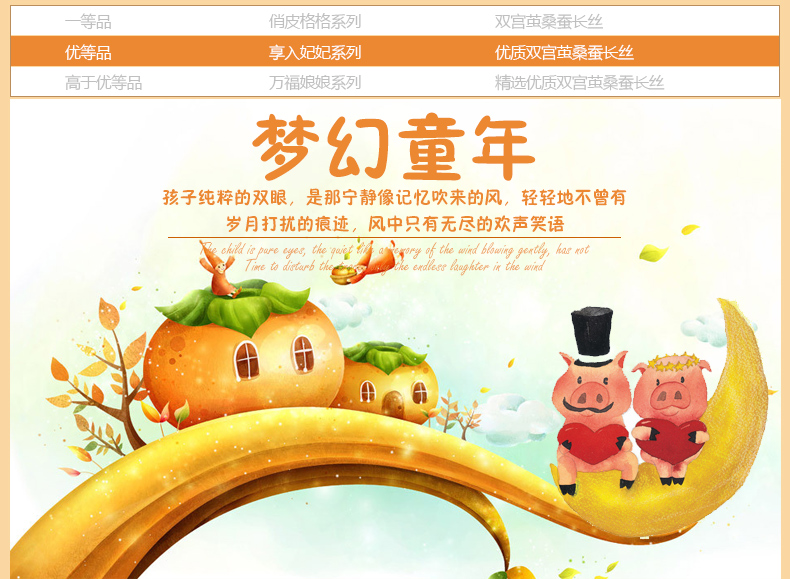 一等品 俏皮格格系列 双宫茧桑蚕长丝
优等品 享入妃妃系列 优质双宫茧桑蚕长丝
高于优等品 万福娘娘系列 精选优质双宫茧桑蚕长丝
梦幻童年
孩子纯粹的双眼，是那宁静像记忆吹来的风，轻轻地不曾有
岁月打扰的痕迹，风中只有无尽的欢声笑语
The child is pure eyes, the quiet like memory of the wind blowing gently, has not
Time to disturb the the endless laughter in the wind